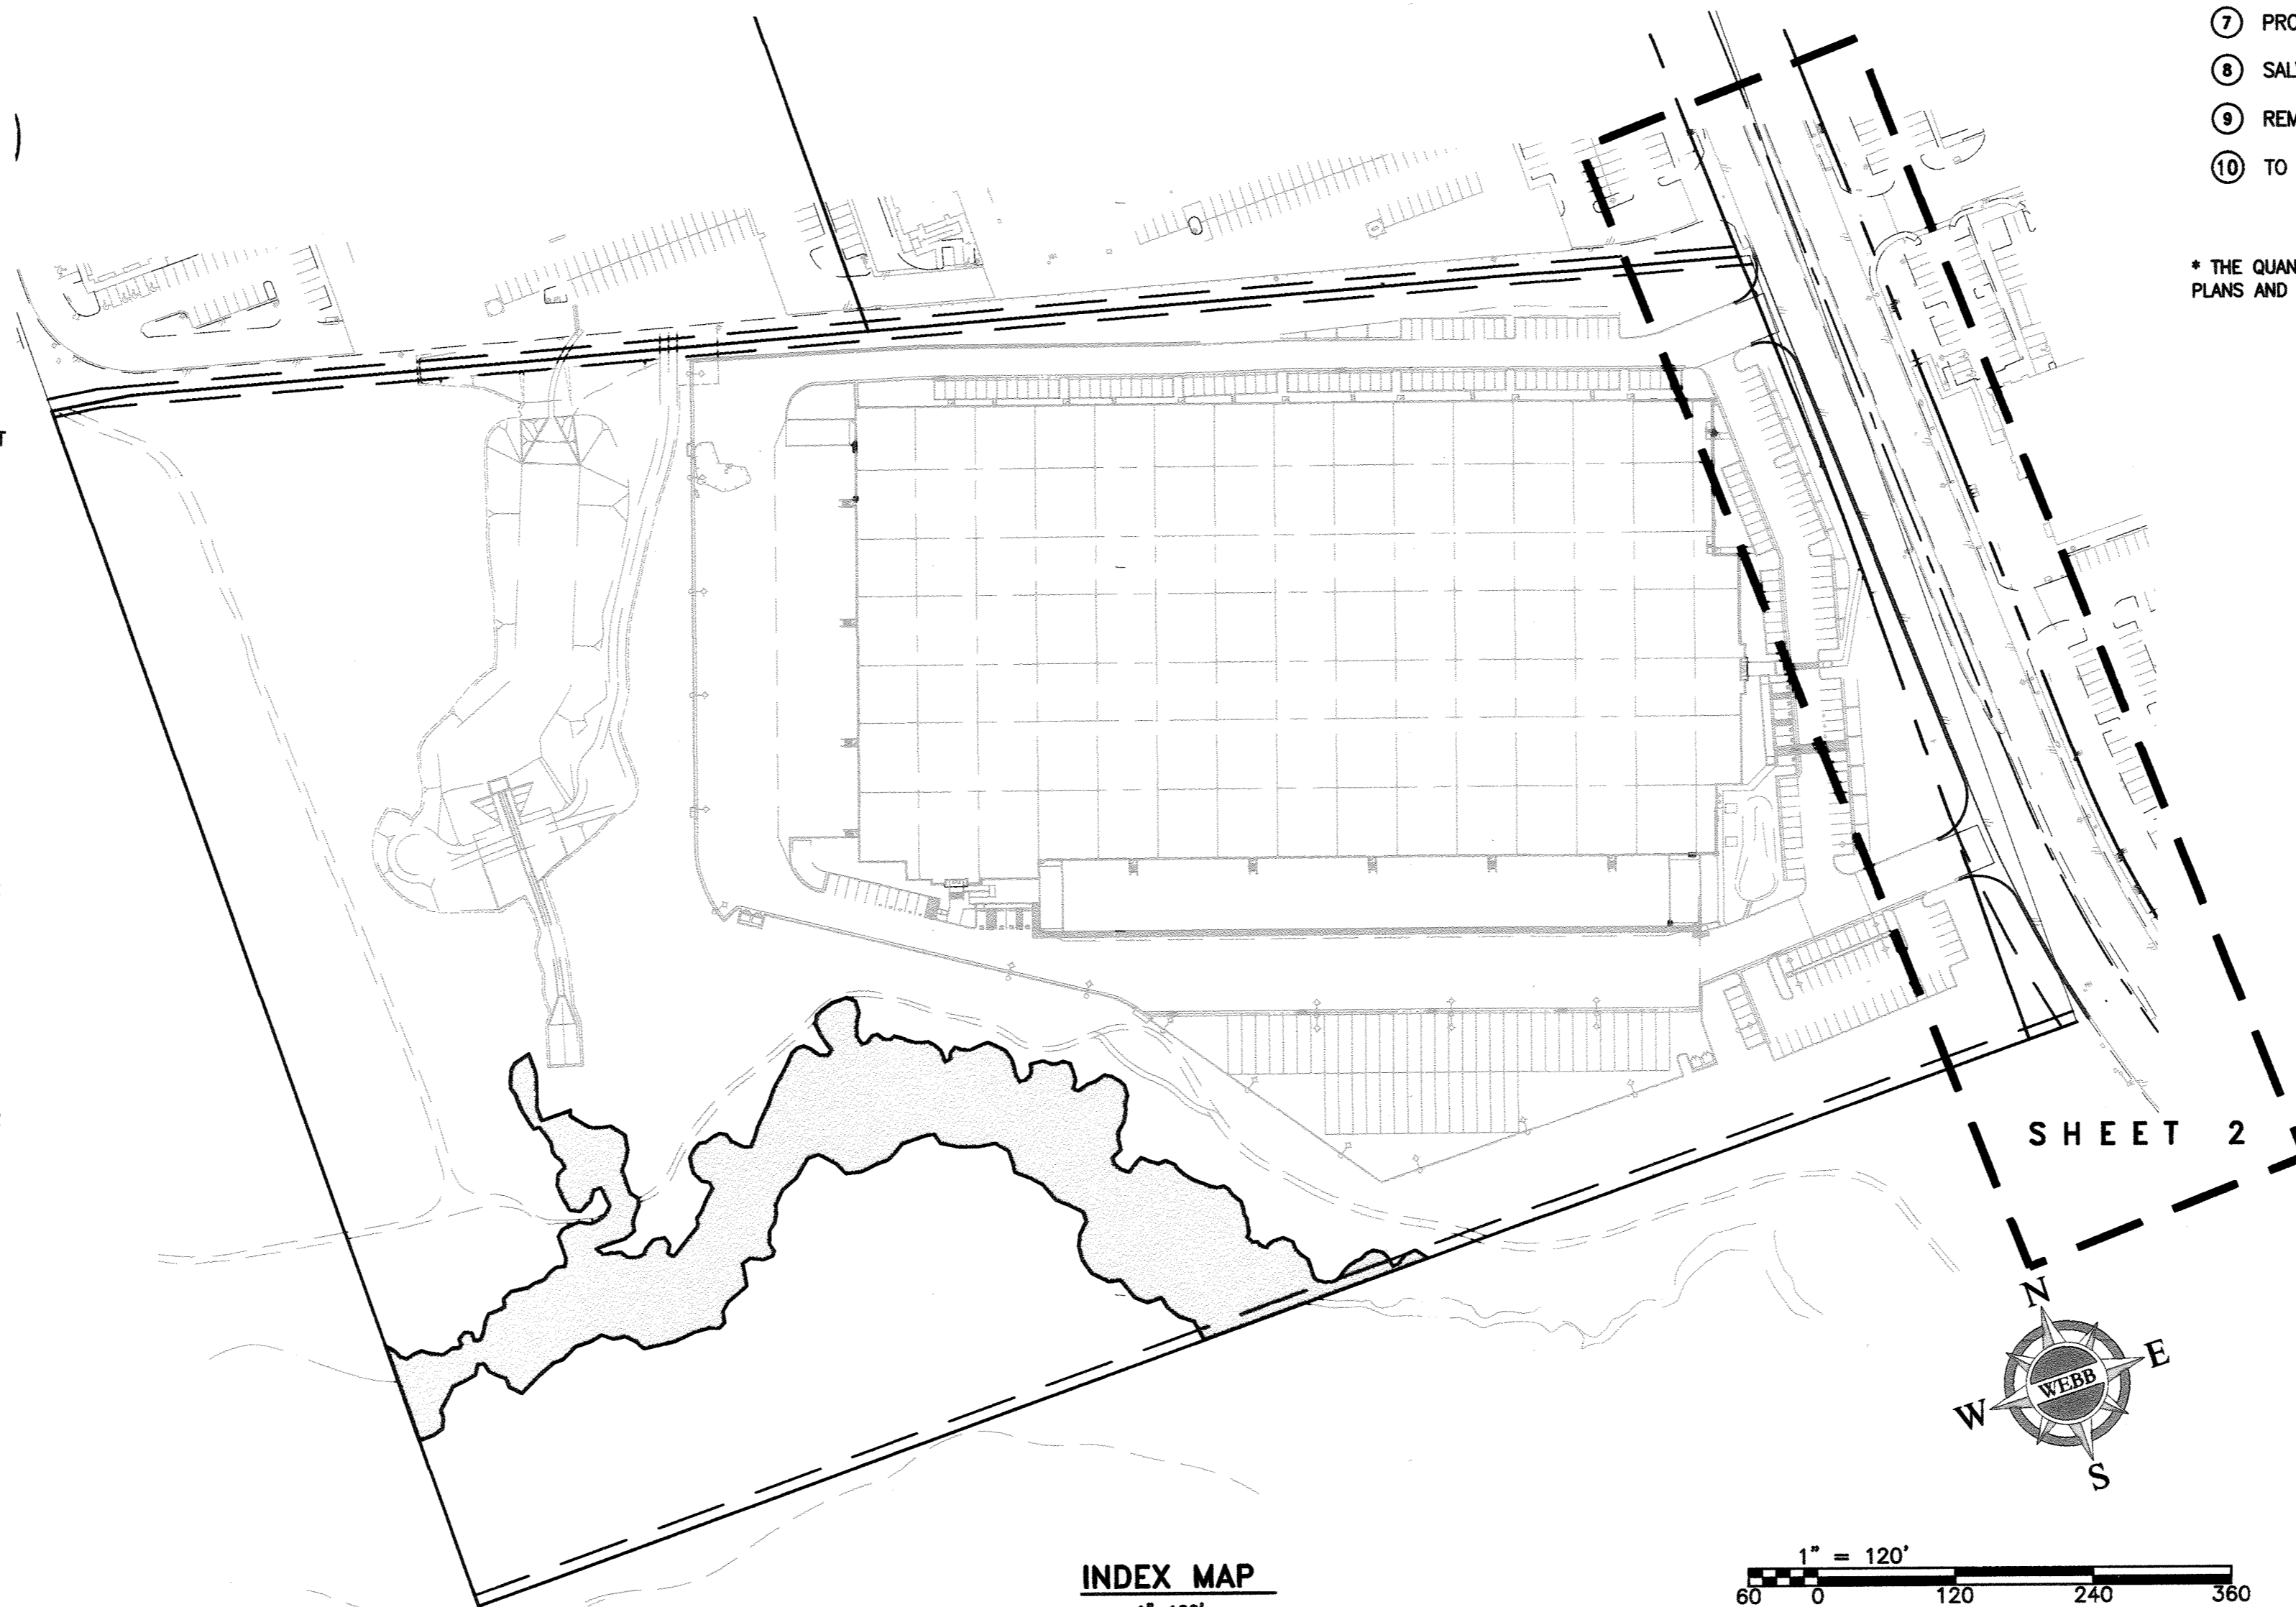 7 PRO
8 SAL
9 REM
10 TO
* THE QUAN
PLANS AND
T
SHEET 2
N
E
WEBB
W
S
INDEX MAP
1" = 120'
60 0 120 240 360